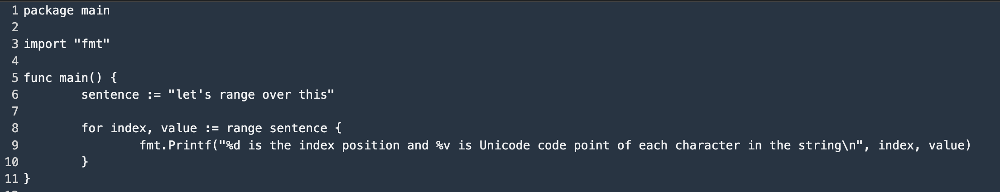 1 package main
2
3 import "fmt"
4
5 func main() {
6         sentence := "let's range over this"
7
8         for index, value := range sentence {
9                 fmt.Printf("%d is the index position and %v is Unicode code point of each character in the string\n", index, value)
10         }
11 }